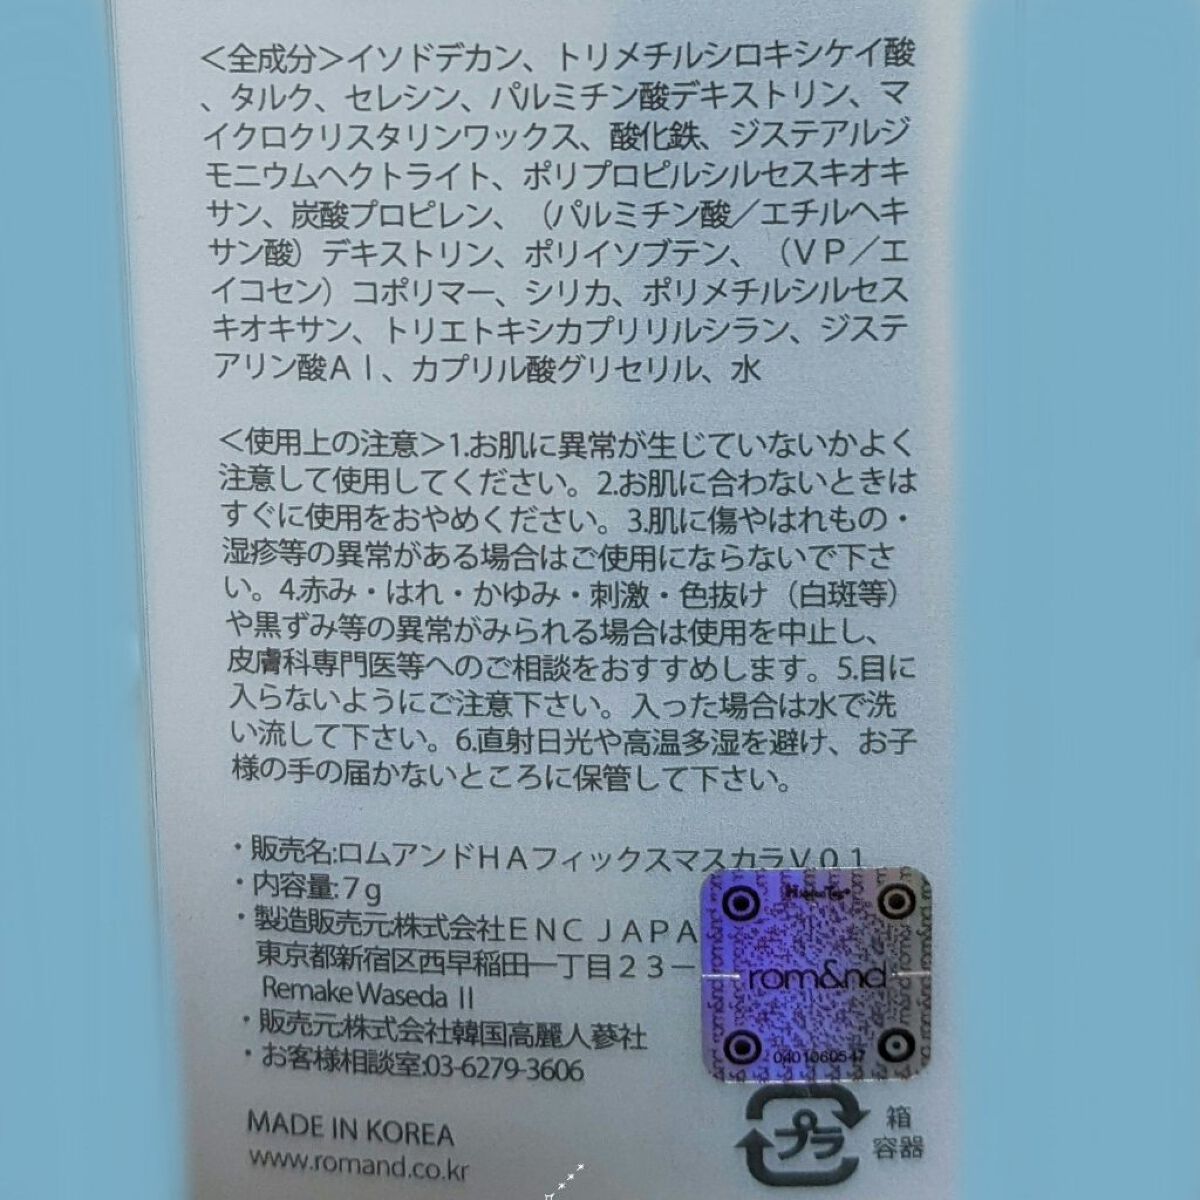 ＜全成分＞イソドデカン、トリメチルシロキシケイ酸
、タルク、セレシン、パルミチン酸デキストリン、マ
イクロクリスタリンワックス、酸化鉄、ジステアルジ
モニウムヘクトライト、ポリプロピルシルセスキオキ
サン、炭酸プロピレン、（パルミチン酸／エチルヘキ
サン酸）デキストリン、ポリイソブテン、（ＶＰ／エ
イコセン）コポリマー、シリカ、ポリメチルシルセス
キオキサン、トリエトキシカプリリルシラン、ジステ
アリン酸Ａｌ、カプリル酸グリセリル、水
＜使用上の注意＞1.お肌に異常が生じていないかよく
注意して使用してください。2.お肌に合わないときは
すぐに使用をおやめください。3.肌に傷やはれもの・
湿疹等の異常がある場合はご使用にならないで下さ
い。4.赤み・はれ・かゆみ・刺激・色抜け（白斑等）
や黒ずみ等の異常がみられる場合は使用を中止し、
皮膚科専門医等へのご相談をおすすめします。5.目に
入らないようにご注意下さい。入った場合は水で洗
い流して下さい。6.直射日光や高温多湿を避け、お子
様の手の届かないところに保管して下さい。
・販売名:ロムアンドＨＡフィックスマスカラＶ０１
・内容量:７ｇ
・製造販売元:株式会社ＥＮＣ ＪＡＰＡ
東京都新宿区西早稲田一丁目２３－
Remake Waseda II
・販売元:株式会社韓国高麗人蔘社
・お客様相談室:03-6279-3606
MADE IN KOREA
www.romand.co.kr
rom&nd
0401060547
プラ
箱
容器